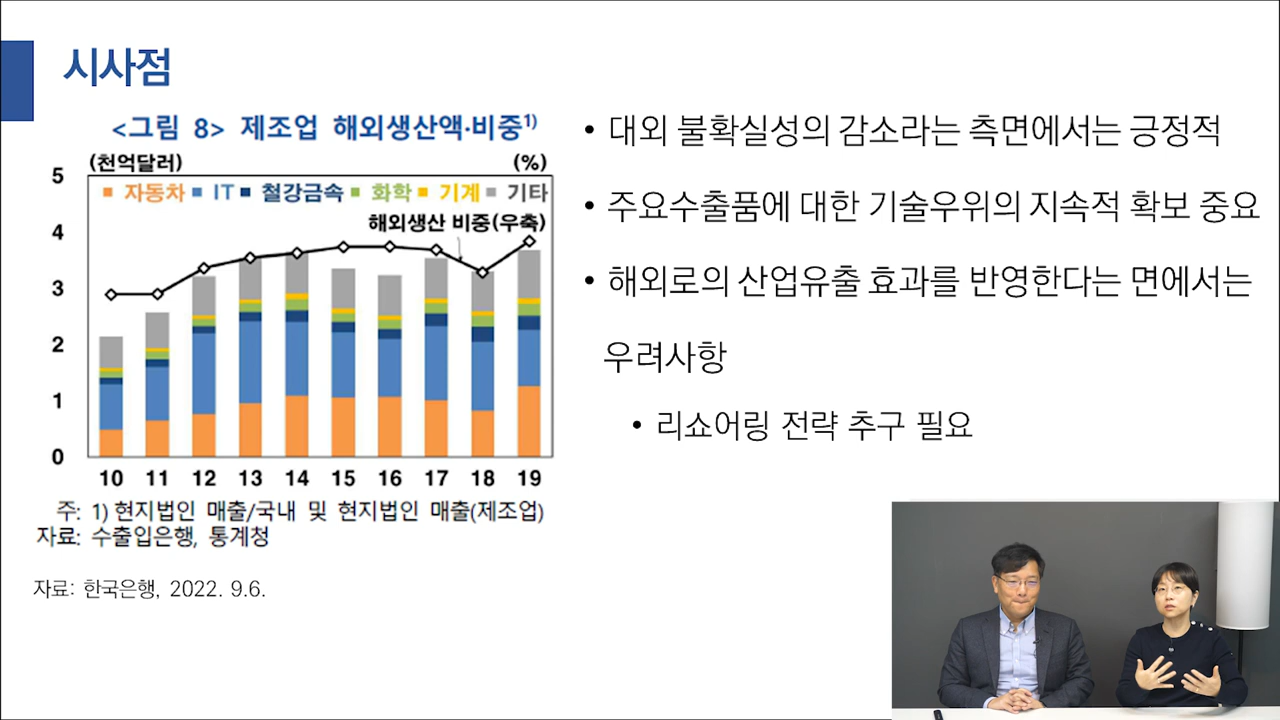 시사점
<그림 8> 제조업 해외생산액·비중1)
(천억달러) (%)
자동차 IT 철강금속 화학 기계 기타
해외생산 비중(우축)
5
4
3
2
1
0
10 11 12 13 14 15 16 17 18 19
주: 1) 현지법인 매출/국내 및 현지법인 매출(제조업)
자료: 수출입은행, 통계청
자료: 한국은행, 2022. 9.6.
• 대외 불확실성의 감소라는 측면에서는 긍정적
• 주요수출품에 대한 기술우위의 지속적 확보 중요
• 해외로의 산업유출 효과를 반영한다는 면에서는
우려사항
• 리쇼어링 전략 추구 필요